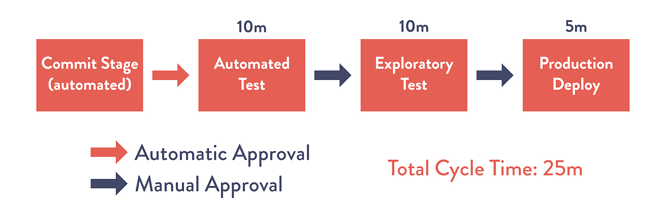 10m
10m
5m
Commit Stage
(automated)
Automated
Test
Exploratory
Test
Production
Deploy
Automatic Approval
Manual Approval
Total Cycle Time: 25m